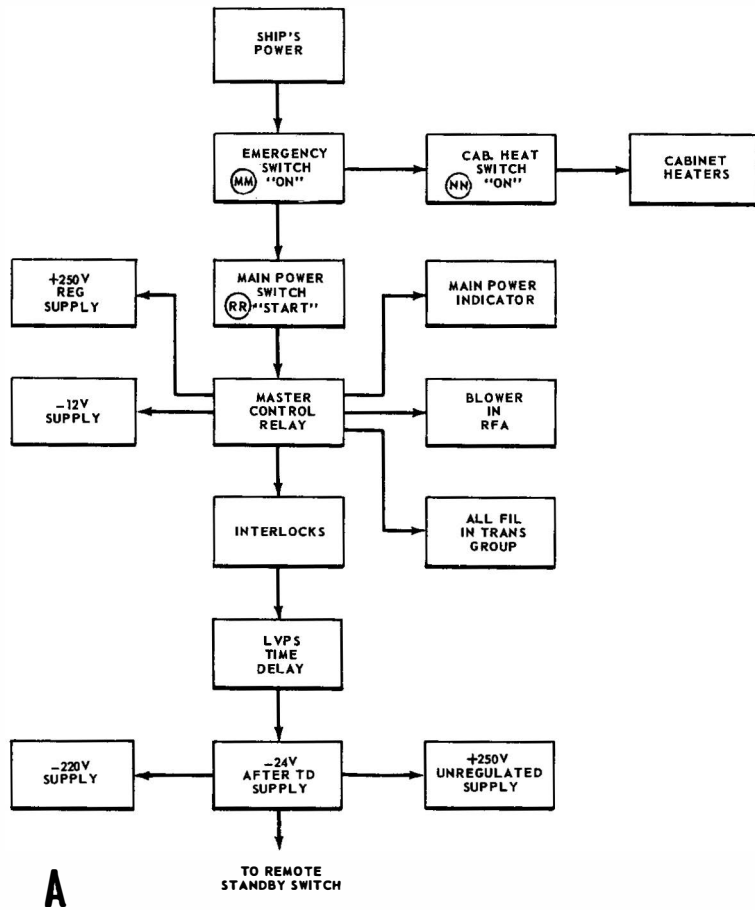 SHIP'S
POWER
EMERGENCY
SWITCH
MM "ON"
CAB. HEAT
SWITCH
NN "ON"
CABINET
HEATERS
+250V
REG
SUPPLY
MAIN POWER
SWITCH
RR "START"
MAIN POWER
INDICATOR
-12V
SUPPLY
MASTER
CONTROL
RELAY
BLOWER
IN
RFA
INTERLOCKS
ALL FIL
IN TRANS
GROUP
LVPS
TIME
DELAY
-220V
SUPPLY
-24V
AFTER TD
SUPPLY
+250V
UNREGULATED
SUPPLY
TO REMOTE
STANDBY SWITCH
A